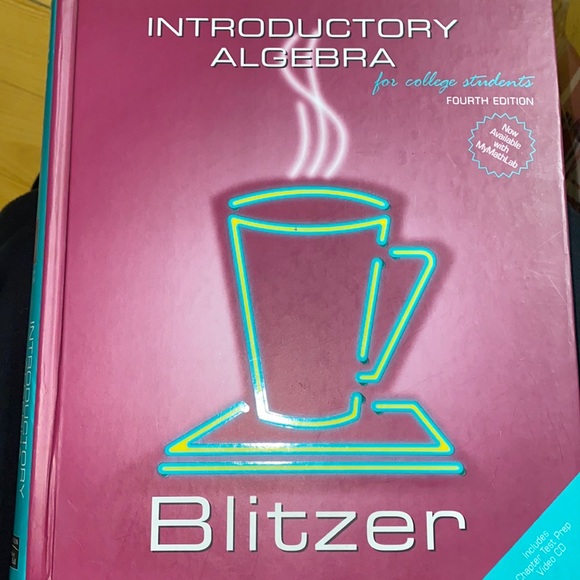 INTRODUCTORY
ALGEBRA
for college students
FOURTH EDITION
Now
Available
with
MyMathLab
INTRODUCTORY
Blitzer
Includes
Chapter Test Prep
Video CD